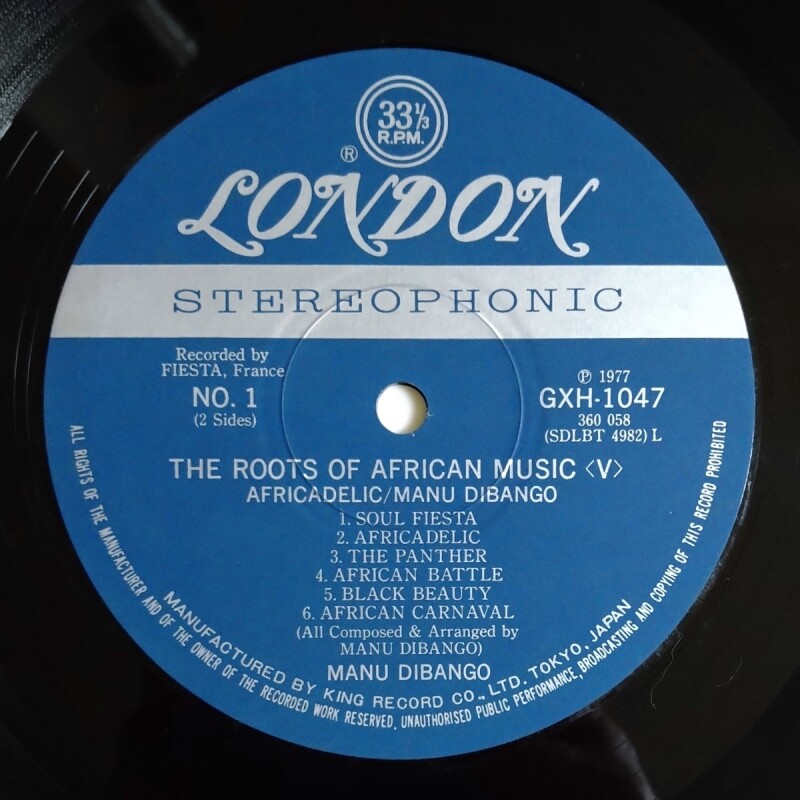 33⅓
R.P.M.
®
LONDON
STEREOPHONIC
Recorded by
FIESTA, France
NO. 1
(2 Sides)
℗ 1977
GXH-1047
360 058
(SDLBT 4982) L
THE ROOTS OF AFRICAN MUSIC <V>
AFRICADELIC/MANU DIBANGO
1. SOUL FIESTA
2. AFRICADELIC
3. THE PANTHER
4. AFRICAN BATTLE
5. BLACK BEAUTY
6. AFRICAN CARNAVAL
(All Composed & Arranged by
MANU DIBANGO)
MANU DIBANGO
MANUFACTURED BY KING RECORD CO., LTD. TOKYO, JAPAN
ALL RIGHTS OF THE MANUFACTURER AND OF THE OWNER OF THE RECORDED WORK RESERVED, UNAUTHORISED PUBLIC PERFORMANCE, BROADCASTING AND COPYING OF THIS RECORD PROHIBITED